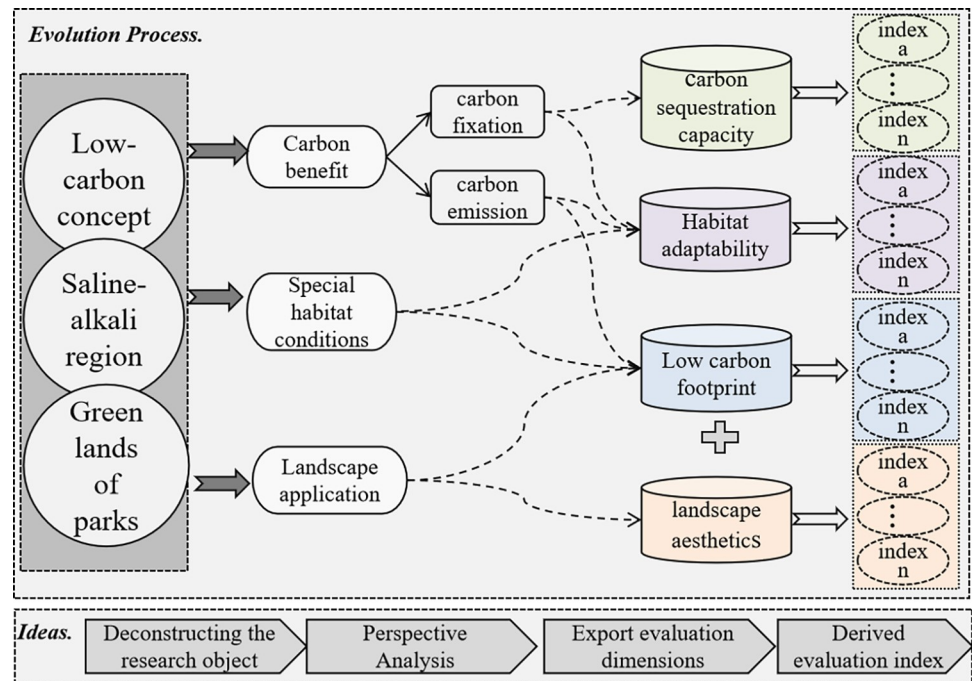 Evolution Process.
Low-
carbon
concept
Saline-
alkali
region
Green
lands
of
parks
Carbon
benefit
Special
habitat
conditions
Landscape
application
carbon
fixation
carbon
emission
carbon
sequestration
capacity
Habitat
adaptability
Low carbon
footprint
landscape
aesthetics
index
a
index
n
index
a
index
n
index
a
index
n
index
a
index
n
Ideas.
Deconstructing the
research object
Perspective
Analysis
Export evaluation
dimensions
Derived
evaluation index